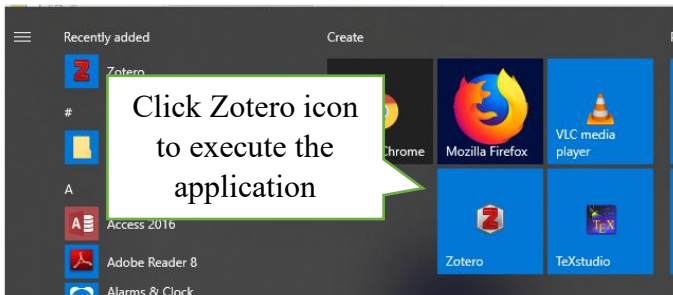 Recently added
Create
Zotero
Click Zotero icon
to execute the
application
#
Chrome
Mozilla Firefox
VLC media
player
A
Access 2016
Zotero
TeXstudio
Adobe Reader 8
Alarms & Clock